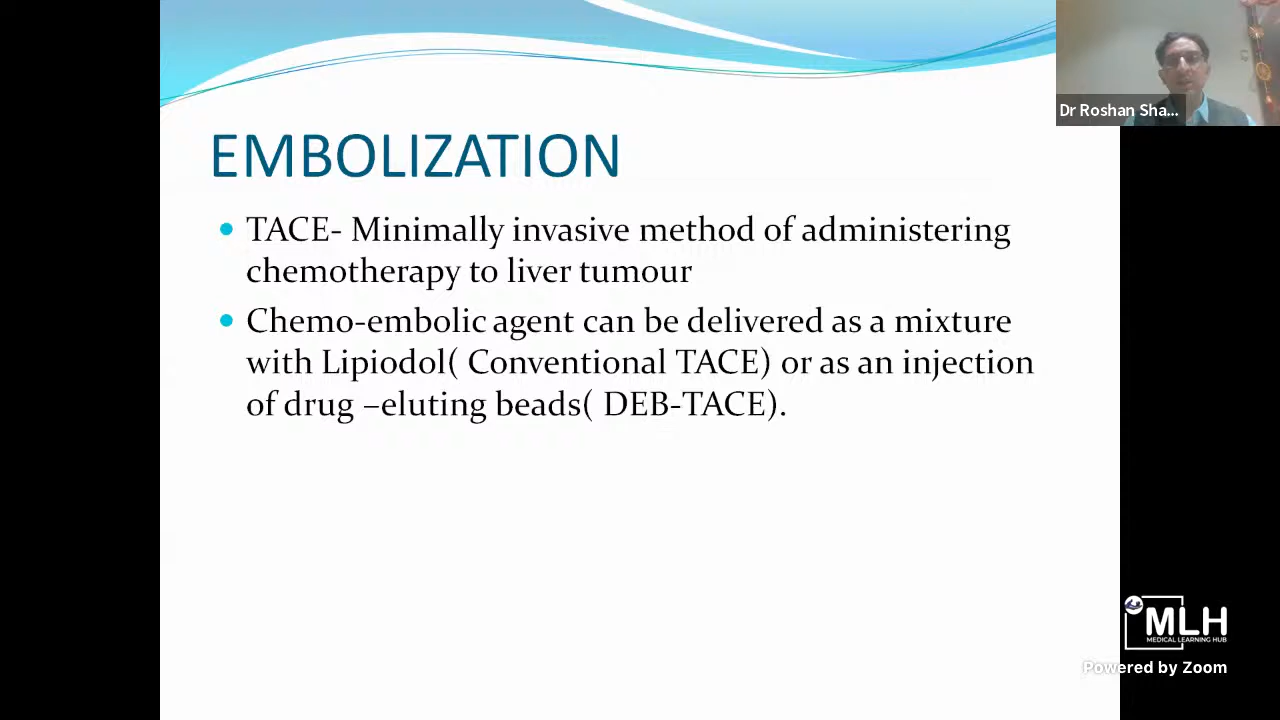 Dr Roshan Sha...
EMBOLIZATION
TACE- Minimally invasive method of administering
chemotherapy to liver tumour
Chemo-embolic agent can be delivered as a mixture
with Lipiodol( Conventional TACE) or as an injection
of drug –eluting beads( DEB-TACE).
MLH
MEDICAL LEARNING HUB
Powered by Zoom